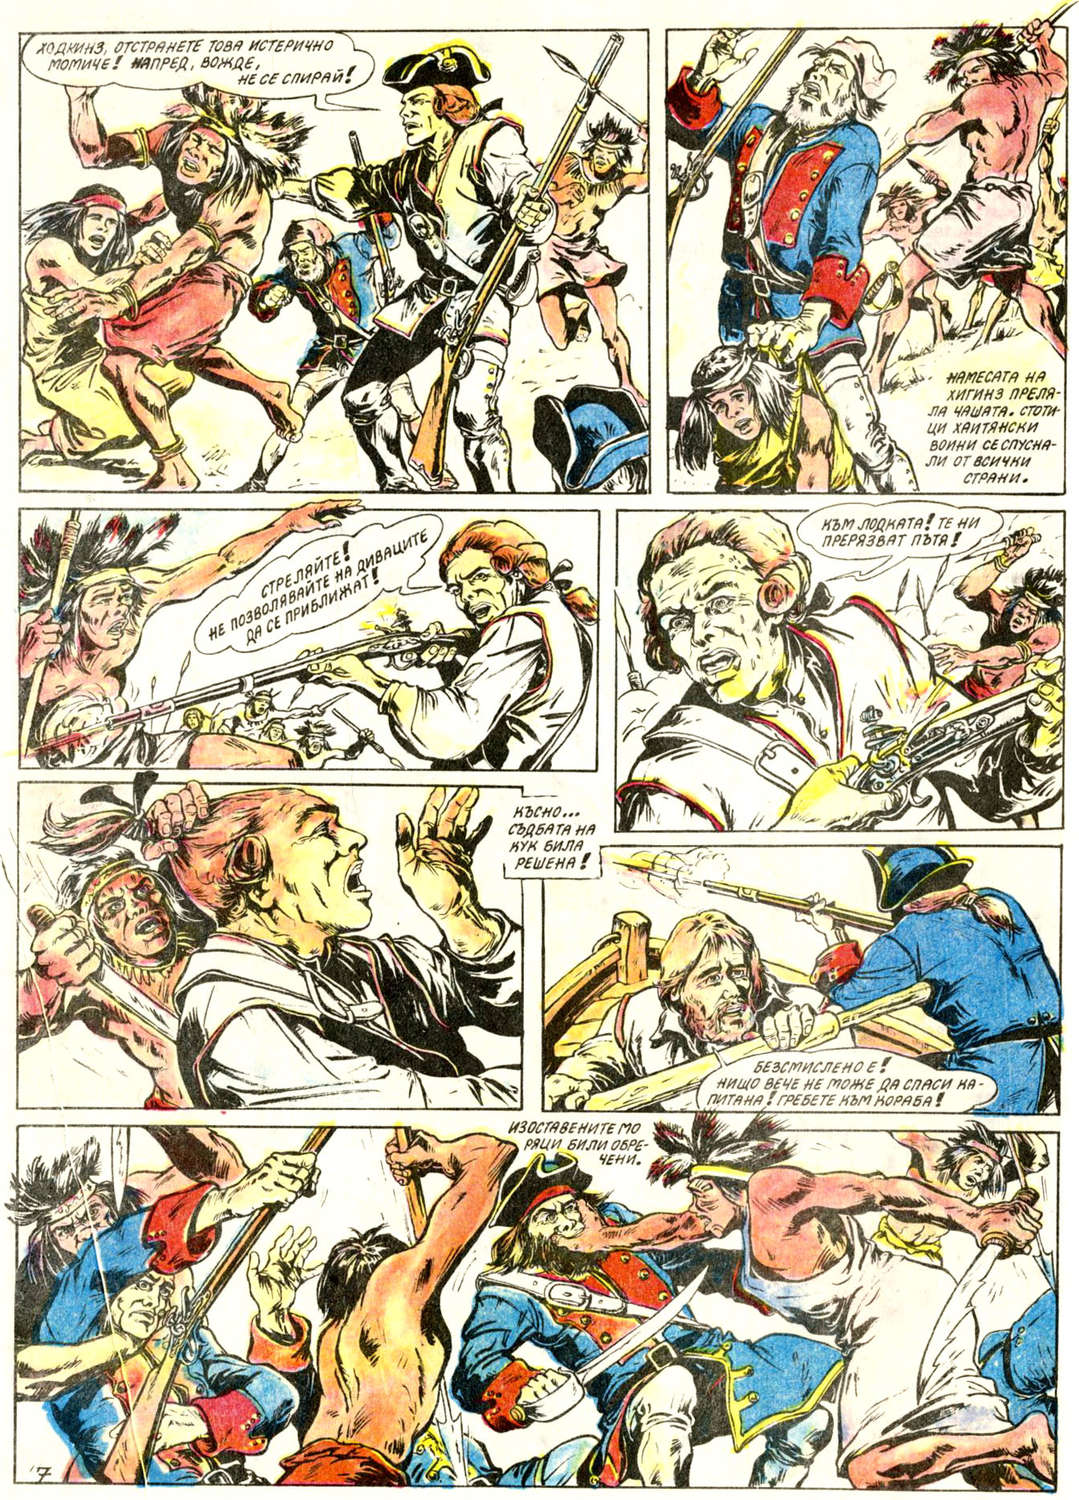 ХОДКИНЗ, ОТСТРАНЕТЕ ТОВА ИСТЕРИЧНО
МОМИЧЕ! НАПРЕД, ВОЖДЕ,
НЕ СЕ СПИРАЙ!
НАМЕСАТА НА
ХИГИНЗ ПРЕЛЯ-
ЛА ЧАШАТА. СТОТИ-
ЦИ ХАИТЯНСКИ
ВОИНИ СЕ СПУСНА-
ЛИ ОТ ВСИЧКИ
СТРАНИ.
СТРЕЛЯЙТЕ!
НЕ ПОЗВОЛЯВАЙТЕ НА ДИВАЦИТЕ
ДА СЕ ПРИБЛИЖАТ!
КЪМ ЛОДКАТА! ТЕ НИ
ПРЕРЯЗВАТ ПЪТЯ!
КЪСНО...
СЪДБАТА НА
КУК БИЛА
РЕШЕНА!
БЕЗСМИСЛЕНО Е!
НИЩО ВЕЧЕ НЕ МОЖЕ ДА СПАСИ КА-
ПИТАНА! ГРЕБЕТЕ КЪМ КОРАБА!
ИЗОСТАВЕНИТЕ МО
РЯЦИ БИЛИ ОБРЕ-
ЧЕНИ.
7